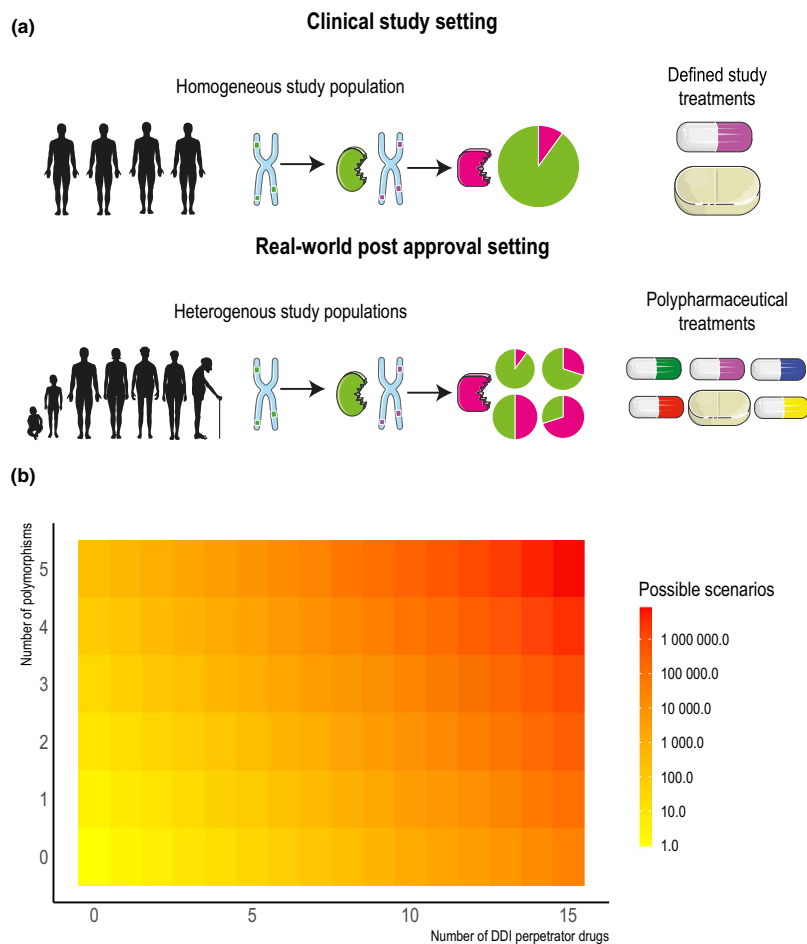 (a)
Clinical study setting
Homogeneous study population
Defined study
treatments
Real-world post approval setting
Heterogenous study populations
Polypharmaceutical
treatments
(b)
Number of polymorphisms
5
4
3
2
1
0
0 5 10 15
Number of DDI perpetrator drugs
Possible scenarios
1 000 000.0
100 000.0
10 000.0
1 000.0
100.0
10.0
1.0